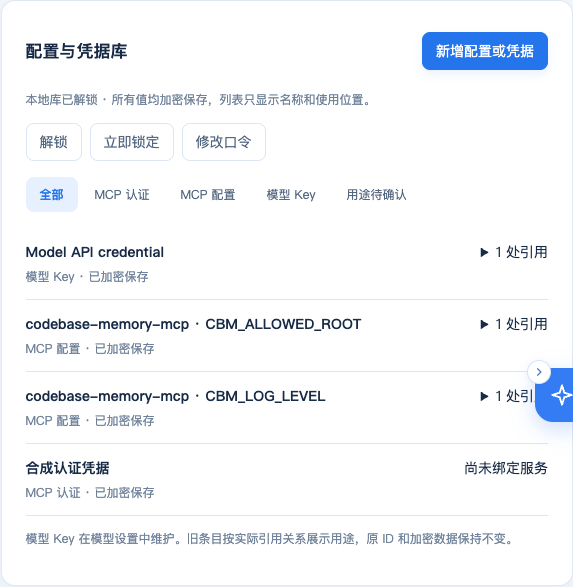 配置与凭据库
新增配置或凭据
本地库已解锁 · 所有值均加密保存，列表只显示名称和使用位置。
解锁 立即锁定 修改口令
全部 MCP 认证 MCP 配置 模型 Key 用途待确认
Model API credential ▶ 1 处引用
模型 Key · 已加密保存
codebase-memory-mcp · CBM_ALLOWED_ROOT ▶ 1 处引用
MCP 配置 · 已加密保存
codebase-memory-mcp · CBM_LOG_LEVEL ▶ 1 处引
MCP 配置 · 已加密保存
合成认证凭据 尚未绑定服务
MCP 认证 · 已加密保存
模型 Key 在模型设置中维护。旧条目按实际引用关系展示用途，原 ID 和加密数据保持不变。